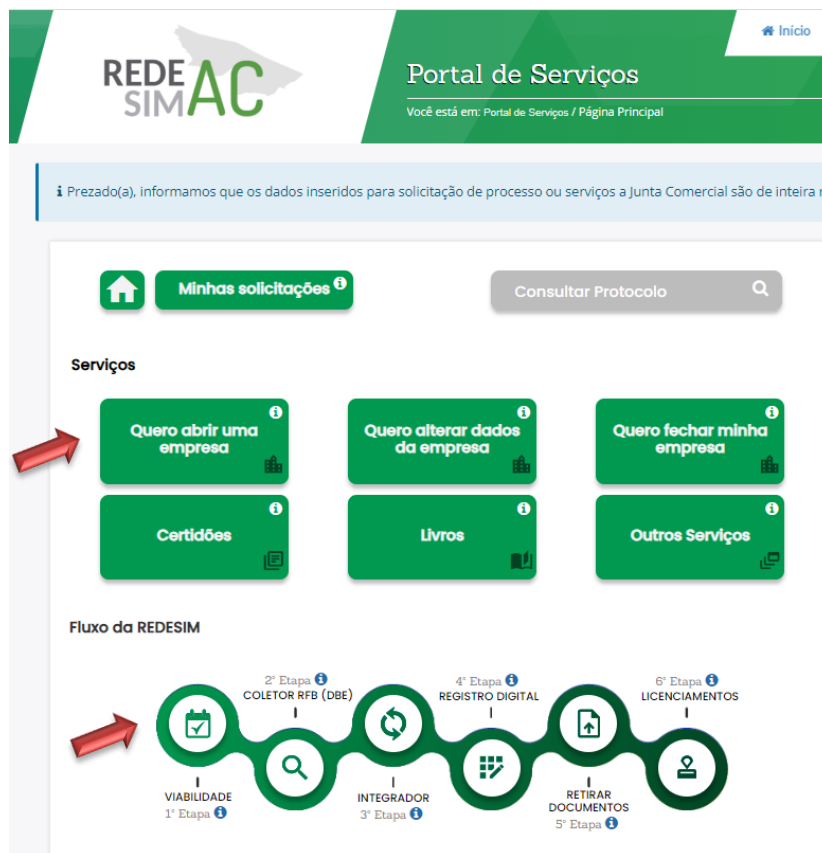 Início
REDE
SIMAC
Portal de Serviços
Você está em: Portal de Serviços / Página Principal
i Prezado(a), informamos que os dados inseridos para solicitação de processo ou serviços a Junta Comercial são de inteira
Minhas solicitações
Consultar Protocolo
Serviços
Quero abrir uma
empresa
Quero alterar dados
da empresa
Quero fechar minha
empresa
Certidões
Livros
Outros Serviços
Fluxo da REDESIM
2° Etapa
COLETOR RFB (DBE)
4° Etapa
REGISTRO DIGITAL
6° Etapa
LICENCIAMENTOS
VIABILIDADE
1° Etapa
INTEGRADOR
3° Etapa
RETIRAR
DOCUMENTOS
5° Etapa